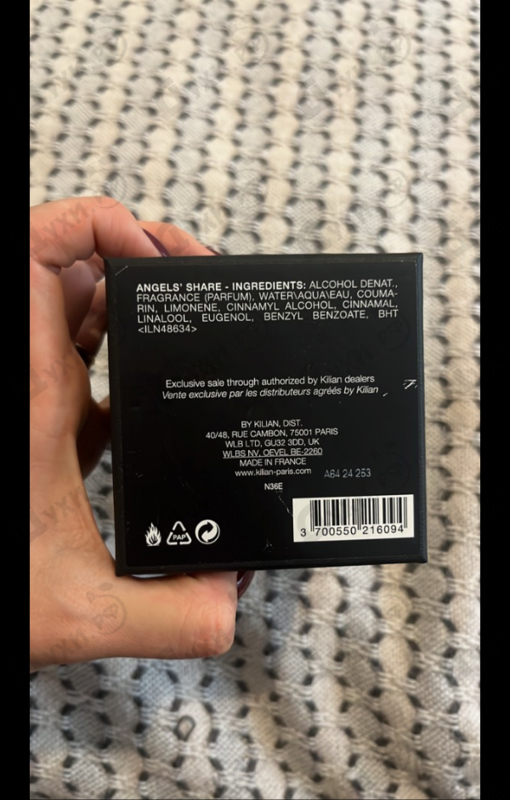 ANGELS' SHARE - INGREDIENTS: ALCOHOL DENAT.,
FRAGRANCE (PARFUM), WATER\AQUA\EAU, COUMA-
RIN, LIMONENE, CINNAMYL ALCOHOL, CINNAMAL,
LINALOOL, EUGENOL, BENZYL BENZOATE, BHT
<ILN48634>
Exclusive sale through authorized by Kilian dealers
Vente exclusive par les distributeurs agréés by Kilian
BY KILIAN, DIST.
40/48, RUE CAMBON, 75001 PARIS
WLB LTD, GU32 3DD, UK
WLBS NV, OEVEL BE-2260
MADE IN FRANCE
www.kilian-paris.com
A64 24 263
N36E
PAP
3 700550 216094